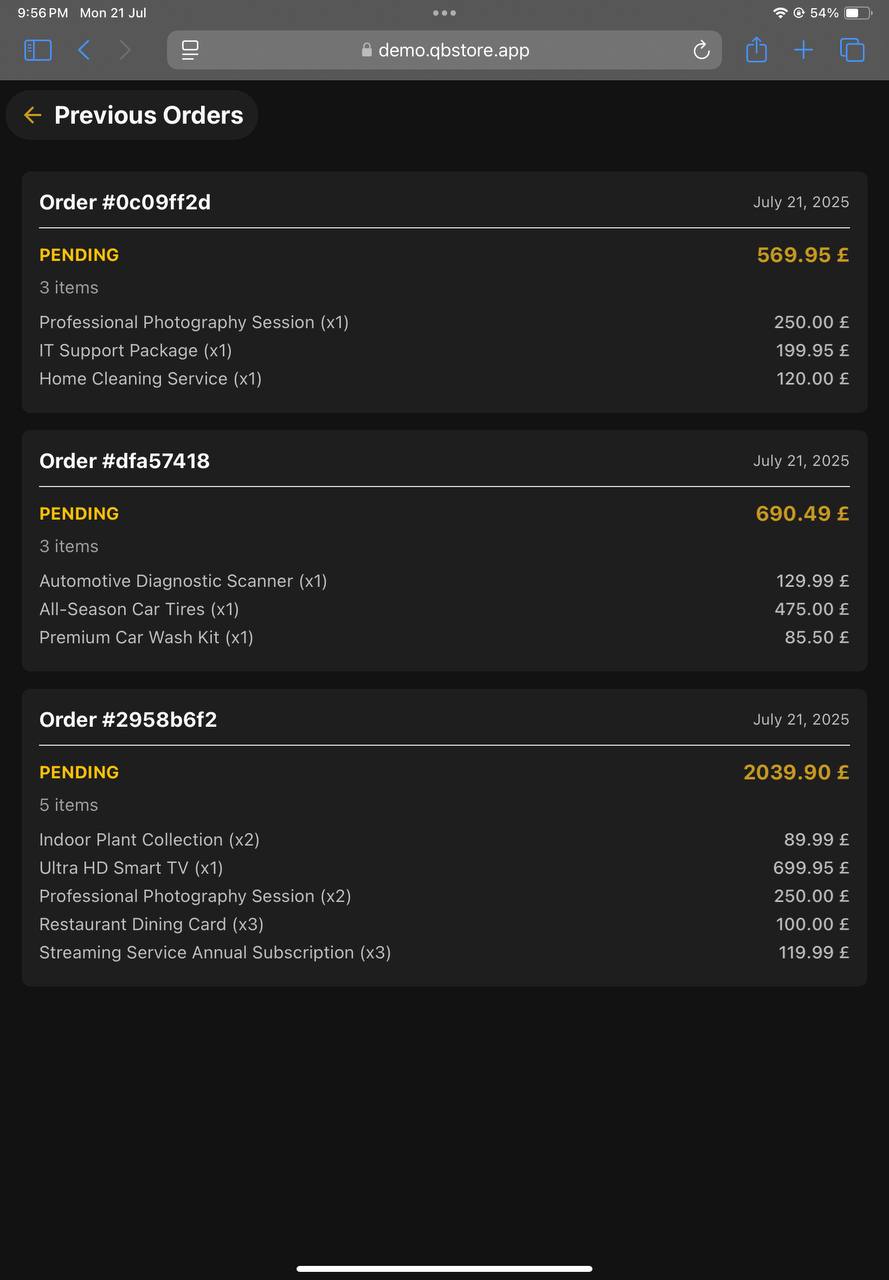 9:56 PM Mon 21 Jul 54%
demo.qbstore.app
Previous Orders
Order #0c09ff2d July 21, 2025
PENDING 569.95 £
3 items
Professional Photography Session (x1) 250.00 £
IT Support Package (x1) 199.95 £
Home Cleaning Service (x1) 120.00 £
Order #dfa57418 July 21, 2025
PENDING 690.49 £
3 items
Automotive Diagnostic Scanner (x1) 129.99 £
All-Season Car Tires (x1) 475.00 £
Premium Car Wash Kit (x1) 85.50 £
Order #2958b6f2 July 21, 2025
PENDING 2039.90 £
5 items
Indoor Plant Collection (x2) 89.99 £
Ultra HD Smart TV (x1) 699.95 £
Professional Photography Session (x2) 250.00 £
Restaurant Dining Card (x3) 100.00 £
Streaming Service Annual Subscription (x3) 119.99 £